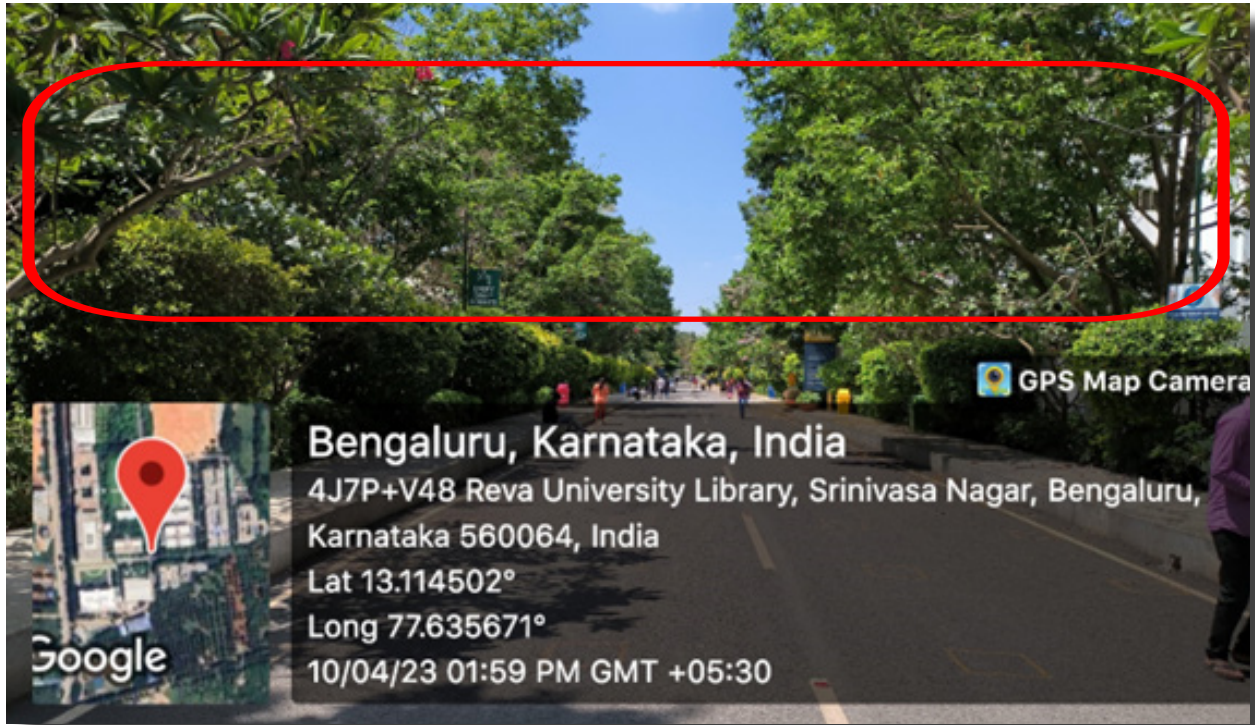 GPS Map Camera
Bengaluru, Karnataka, India
4J7P+V48 Reva University Library, Srinivasa Nagar, Bengaluru,
Karnataka 560064, India
Lat 13.114502°
Long 77.635671°
10/04/23 01:59 PM GMT +05:30
Google